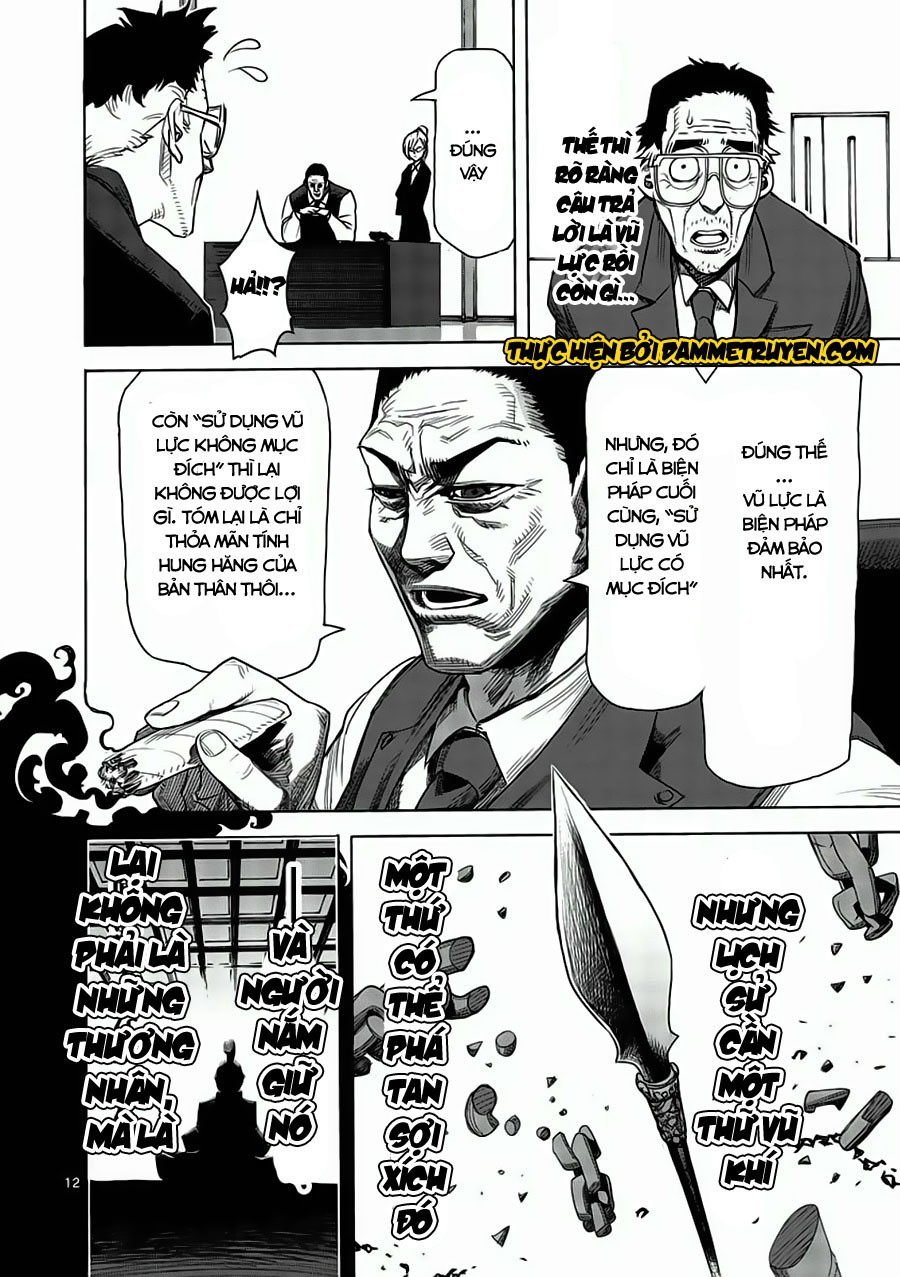 THẾ THÌ
RÕ RÀNG
CÂU TRẢ
LỜI LÀ VŨ
LỰC RỒI
CÒN GÌ...
...
ĐÚNG
VẬY
HẢ!!?
THỰC HIỆN BỞI DAMMETRUYEN.COM
ĐÚNG THẾ
...
VŨ LỰC LÀ
BIỆN PHÁP
ĐẢM BẢO
NHẤT.
NHƯNG, ĐÓ
CHỈ LÀ BIỆN
PHÁP CUỐI
CÙNG, “SỬ
DỤNG VŨ
LỰC CÓ
MỤC ĐÍCH”
CÒN “SỬ DỤNG VŨ
LỰC KHÔNG MỤC
ĐÍCH” THÌ LẠI
KHÔNG ĐƯỢC LỢI
GÌ. TÓM LẠI LÀ CHỈ
THỎA MÃN TÍNH
HUNG HĂNG CỦA
BẢN THÂN THÔI...
NHƯNG
LỊCH
SỬ
CẦN
MỘT
THỨ VŨ
KHÍ
MỘT
THỨ
CÓ
THỂ
PHÁ
TAN
SỢI
XÍCH
ĐÓ
VÀ
NGƯỜI
NẮM
GIỮ
NÓ
LẠI
KHÔNG
PHẢI LÀ
NHỮNG
THƯƠNG
NHÂN,
MÀ LÀ
12